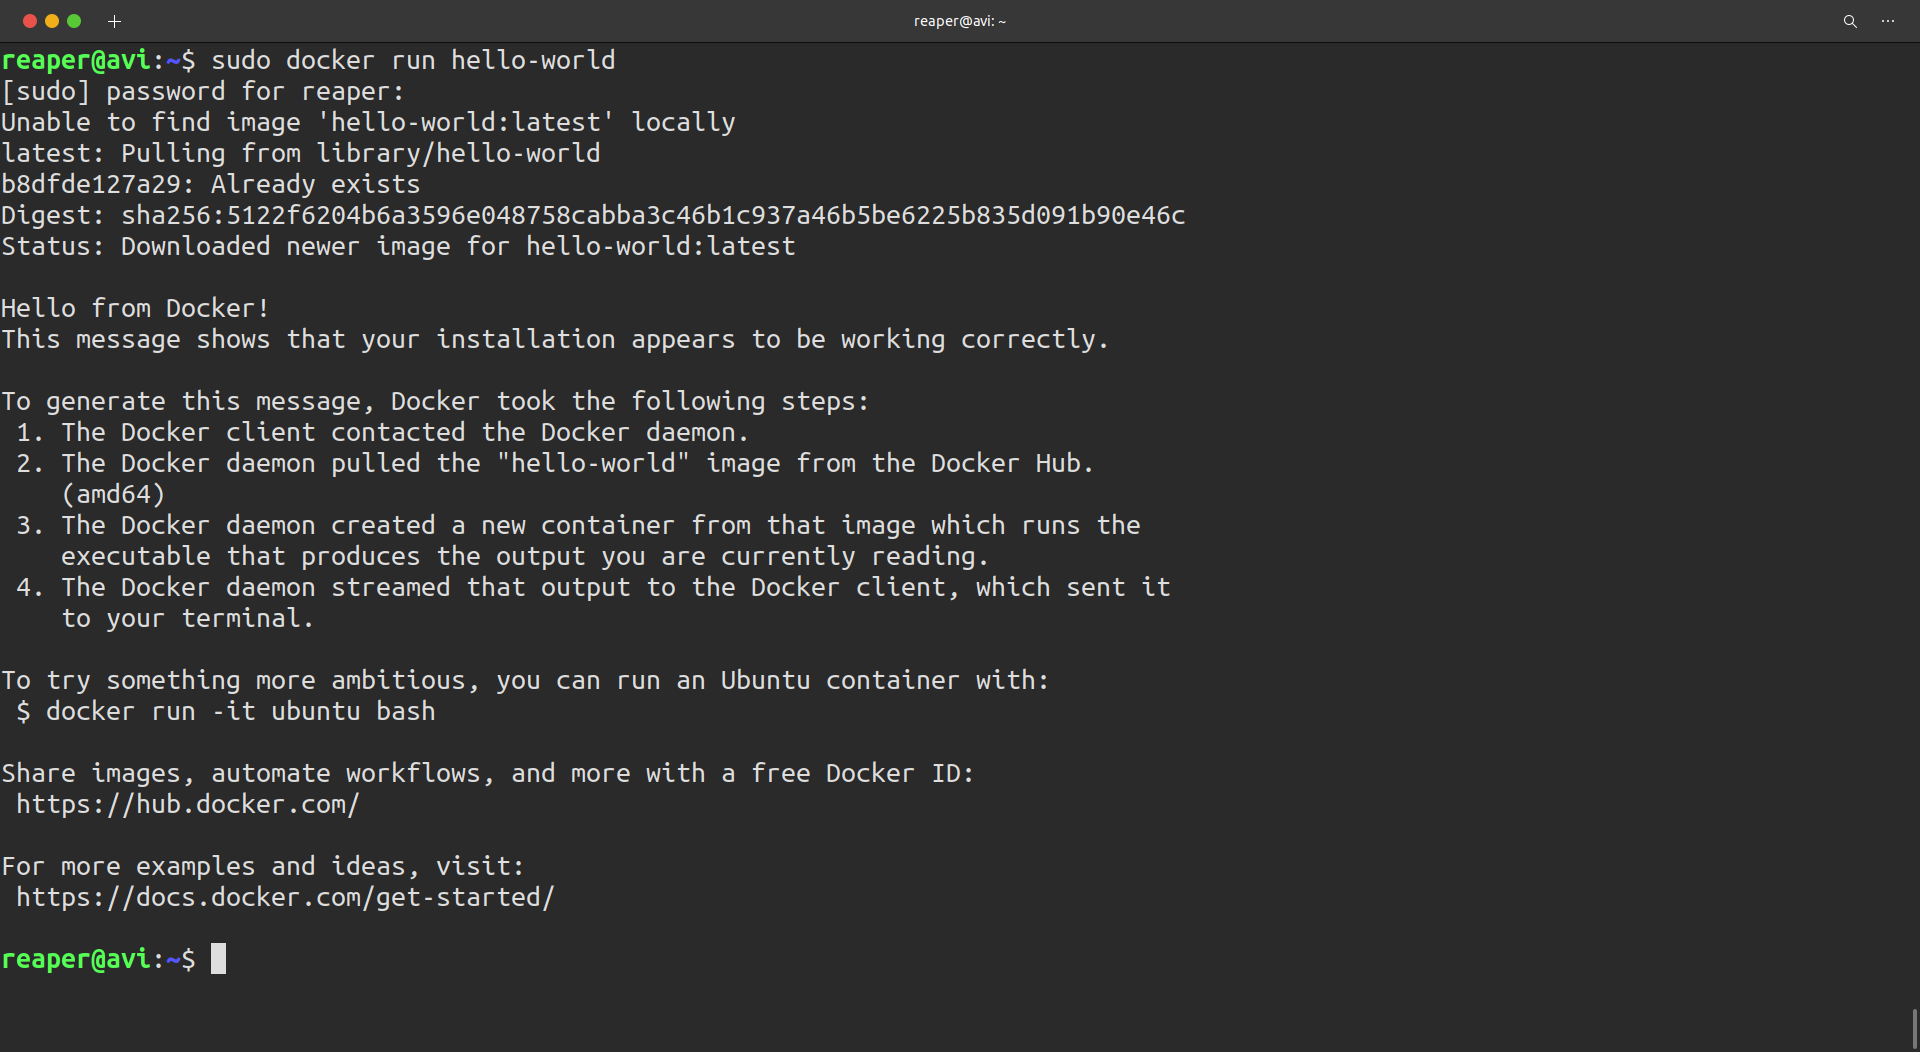 reaper@avi: ~
reaper@avi:~$ sudo docker run hello-world
[sudo] password for reaper:
Unable to find image 'hello-world:latest' locally
latest: Pulling from library/hello-world
b8dfde127a29: Already exists
Digest: sha256:5122f6204b6a3596e048758cabba3c46b1c937a46b5be6225b835d091b90e46c
Status: Downloaded newer image for hello-world:latest

Hello from Docker!
This message shows that your installation appears to be working correctly.

To generate this message, Docker took the following steps:
 1. The Docker client contacted the Docker daemon.
 2. The Docker daemon pulled the "hello-world" image from the Docker Hub.
    (amd64)
 3. The Docker daemon created a new container from that image which runs the
    executable that produces the output you are currently reading.
 4. The Docker daemon streamed that output to the Docker client, which sent it
    to your terminal.

To try something more ambitious, you can run an Ubuntu container with:
 $ docker run -it ubuntu bash

Share images, automate workflows, and more with a free Docker ID:
 https://hub.docker.com/

For more examples and ideas, visit:
 https://docs.docker.com/get-started/

reaper@avi:~$